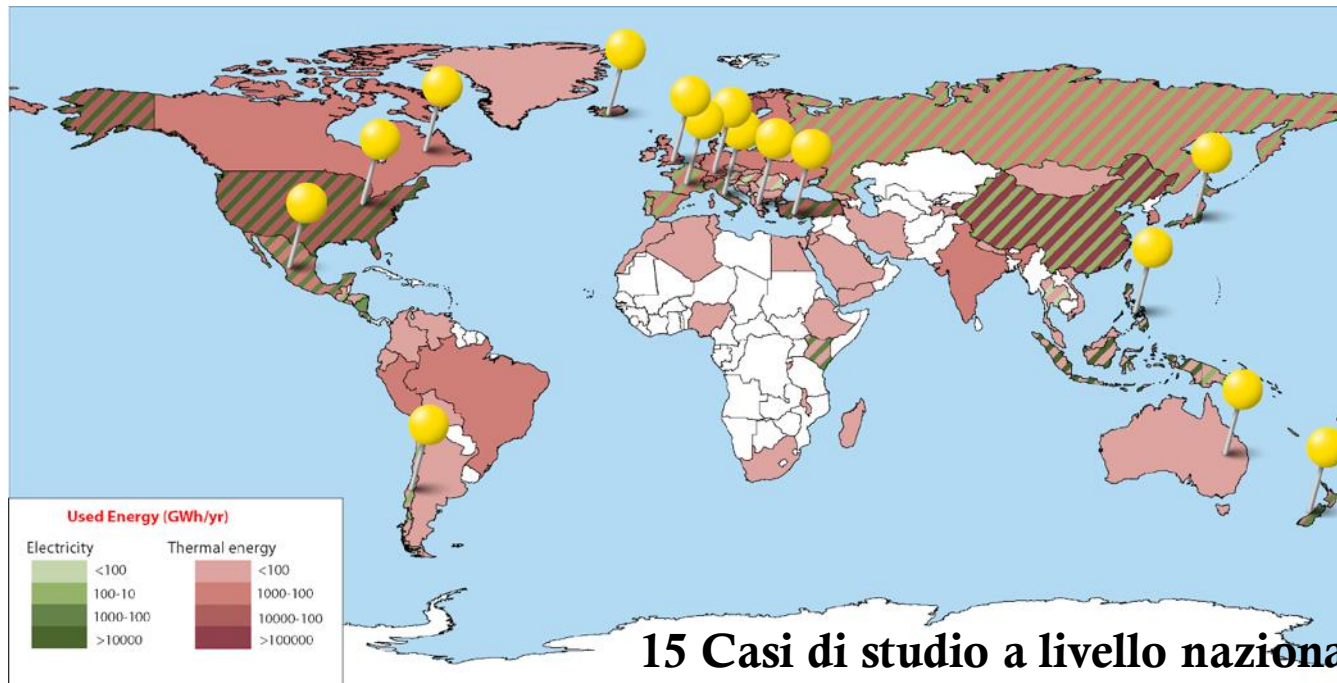 Used Energy (GWh/yr)
Electricity Thermal energy
<100 <100
100-10 1000-100
1000-100 10000-100
>10000 >100000
15 Casi di studio a livello naziona